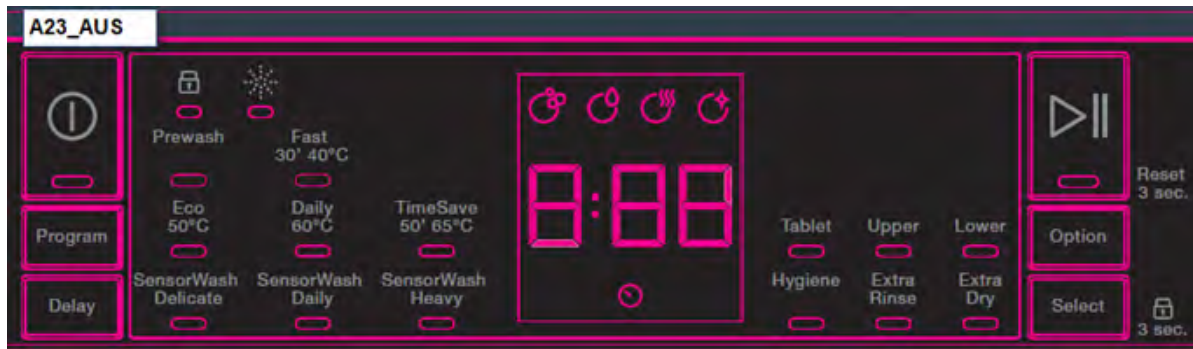 A23_AUS
Prewash
Fast
30' 40°C
Eco
50°C
Daily
60°C
TimeSave
50' 65°C
SensorWash
Delicate
SensorWash
Daily
SensorWash
Heavy
Program
Delay
8:88
Tablet
Upper
Lower
Hygiene
Extra
Rinse
Extra
Dry
Reset
3 sec.
Option
Select
3 sec.